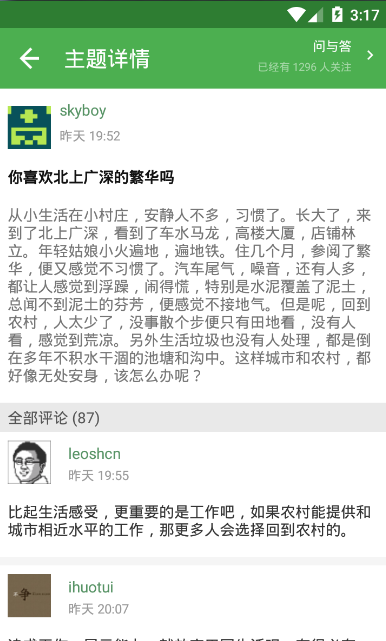 3:17
主题详情
问与答
已经有 1296 人关注
skyboy
昨天 19:52
你喜欢北上广深的繁华吗
从小生活在小村庄，安静人不多，习惯了。长大了，来
到了北上广深，看到了车水马龙，高楼大厦，店铺林
立。年轻姑娘小火遍地，遍地铁。住几个月，参阅了繁
华，便又感觉不习惯了。汽车尾气，噪音，还有人多，
都让人感觉到浮躁，闹得慌，特别是水泥覆盖了泥土，
总闻不到泥土的芬芳，便感觉不接地气。但是呢，回到
农村，人太少了，没事散个步便只有田地看，没有人
看，感觉到荒凉。另外生活垃圾也没有人处理，都是倒
在多年不积水干涸的池塘和沟中。这样城市和农村，都
好像无处安身，该怎么办呢？
全部评论 (87)
leoshcn
昨天 19:55
比起生活感受，更重要的是工作吧，如果农村能提供和
城市相近水平的工作，那更多人会选择回到农村的。
ihuotui
昨天 20:07